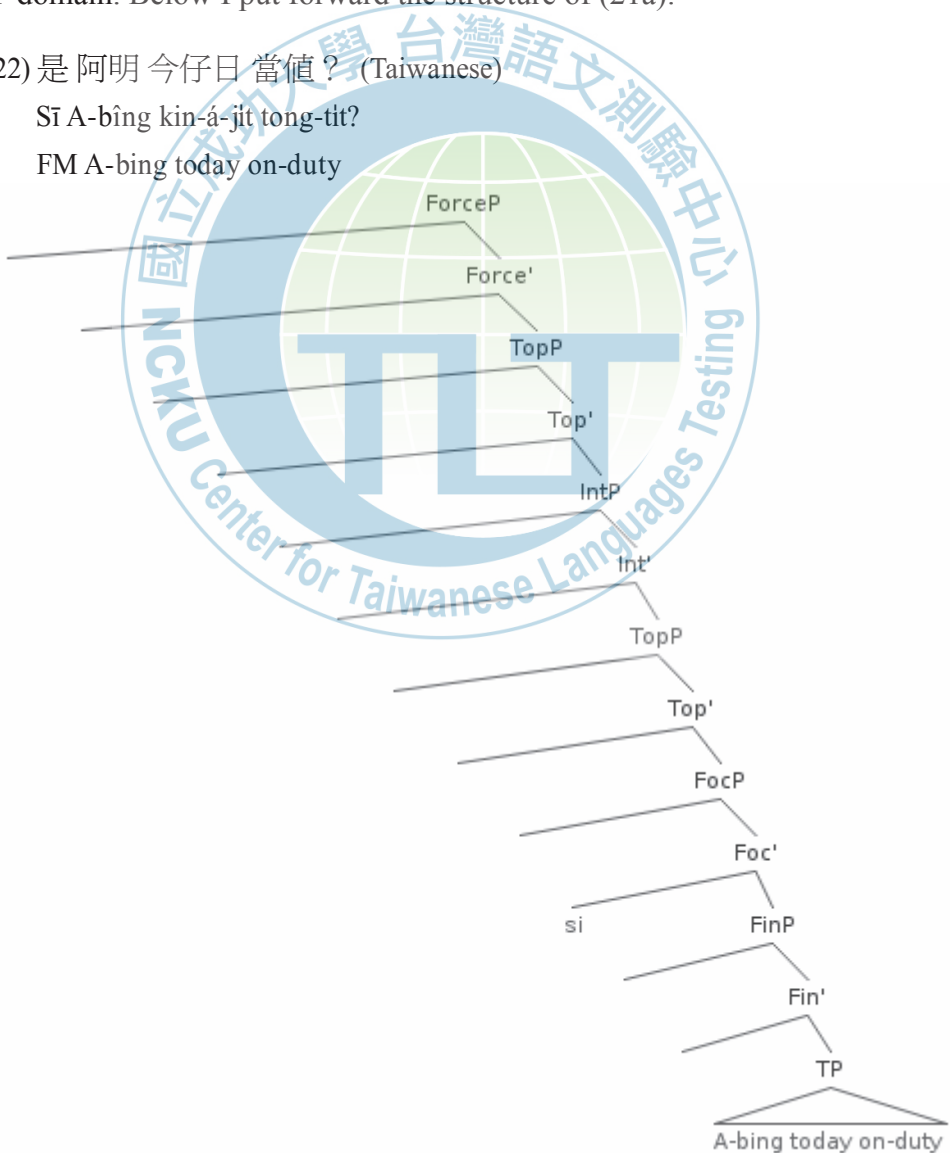 domain. Below I put forward the structure of (21a).
22) 是 阿明 今仔日 當值？ (Taiwanese)
Sī A-bîng kin-á-ji̍t tong-ti̍t?
FM A-bing today on-duty
國立成功大學 台灣語文測驗中心
NCKU Center for Taiwanese Languages Testing
TLT
ForceP
Force'
TopP
Top'
IntP
Int'
TopP
Top'
FocP
Foc'
si
FinP
Fin'
TP
A-bing today on-duty